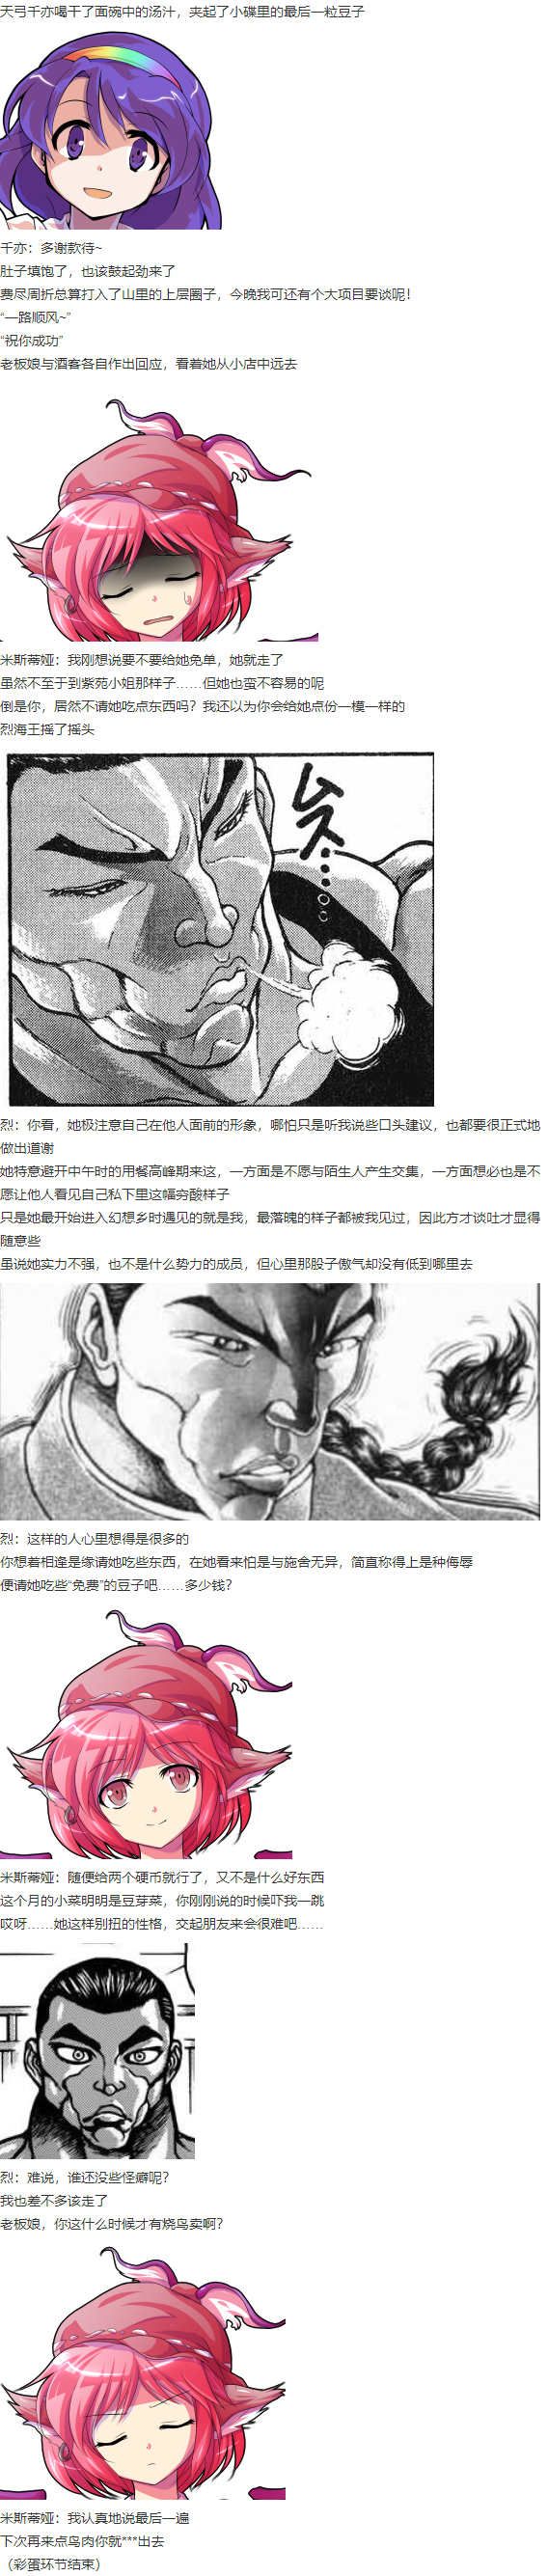 天弓千亦喝干了面碗中的汤汁，夹起了小碟里的最后一粒豆子
千亦：多谢款待~
肚子填饱了，也该鼓起劲来了
费尽周折总算打入了山里的上层圈子，今晚我可还有个大项目要谈呢！
“一路顺风~”
“祝你成功”
老板娘与酒客各自作出回应，看着她从小店中远去
米斯蒂娅：我刚想说要不要给她免单，她就走了
虽然不至于到紫苑小姐那样子……但她也蛮不容易的呢
倒是你，居然不请她吃点东西吗？我还以为你会给她点份一模一样的
烈海王摇了摇头
ムス…
烈：你看，她极注意自己在他人面前的形象，哪怕只是听我说些口头建议，也都要很正式地
做出道谢
她特意避开中午时的用餐高峰期来这，一方面是不愿与陌生人产生交集，一方面想必也是不
愿让他人看见自己私下里这幅穷酸样子
只是她最开始进入幻想乡时遇见的就是我，最落魄的样子都被我见过，因此方才谈吐才显得
随意些
虽说她实力不强，也不是什么势力的成员，但心里那股子傲气却没有低到哪里去
烈：这样的人心里想得是很多的
你想着相逢是缘请她吃些东西，在她看来怕是与施舍无异，简直称得上是种侮辱
便请她吃些“免费”的豆子吧……多少钱？
米斯蒂娅：随便给两个硬币就行了，又不是什么好东西
这个月的小菜明明是豆芽菜，你刚刚说的时候吓我一跳
哎呀……她这样别扭的性格，交起朋友来会很难吧……
烈：难说，谁还没些怪癖呢？
我也差不多该走了
老板娘，你这什么时候才有烧鸟卖啊？
米斯蒂娅：我认真地说最后一遍
下次再来点鸟肉你就***出去
（彩蛋环节结束）